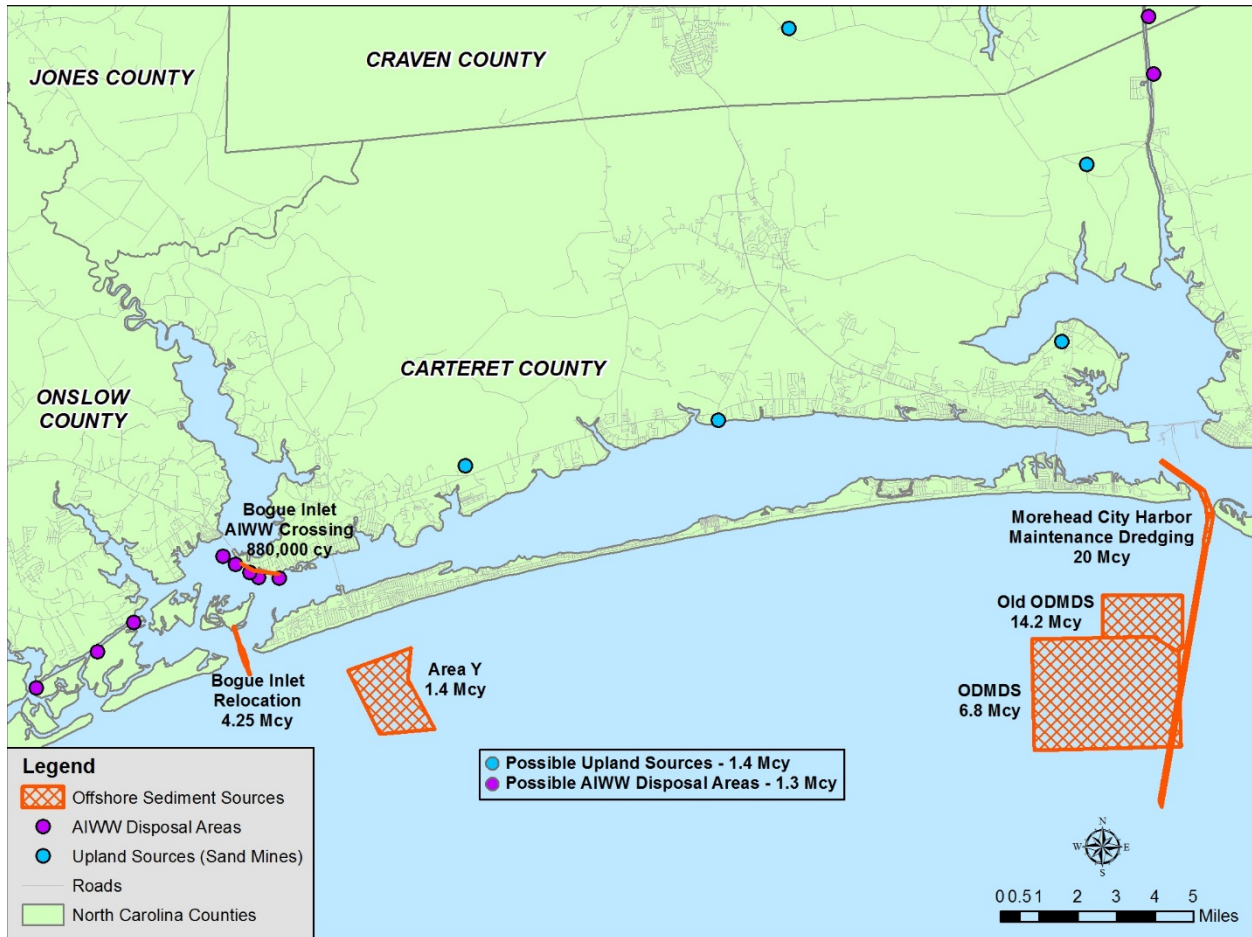 CRAVEN COUNTY
JONES COUNTY
CARTERET COUNTY
ONSLOW
COUNTY
Bogue Inlet
AIWW Crossing
880,000 cy
Morehead City Harbor
Maintenance Dredging
20 Mcy
Old ODMDS
14.2 Mcy
Area Y
1.4 Mcy
Bogue Inlet
Relocation
4.25 Mcy
ODMDS
6.8 Mcy
Possible Upland Sources - 1.4 Mcy
Possible AIWW Disposal Areas - 1.3 Mcy
Legend
Offshore Sediment Sources
AIWW Disposal Areas
Upland Sources (Sand Mines)
Roads
North Carolina Counties
N
W E
S
0 0.5 1 2 3 4 5
Miles